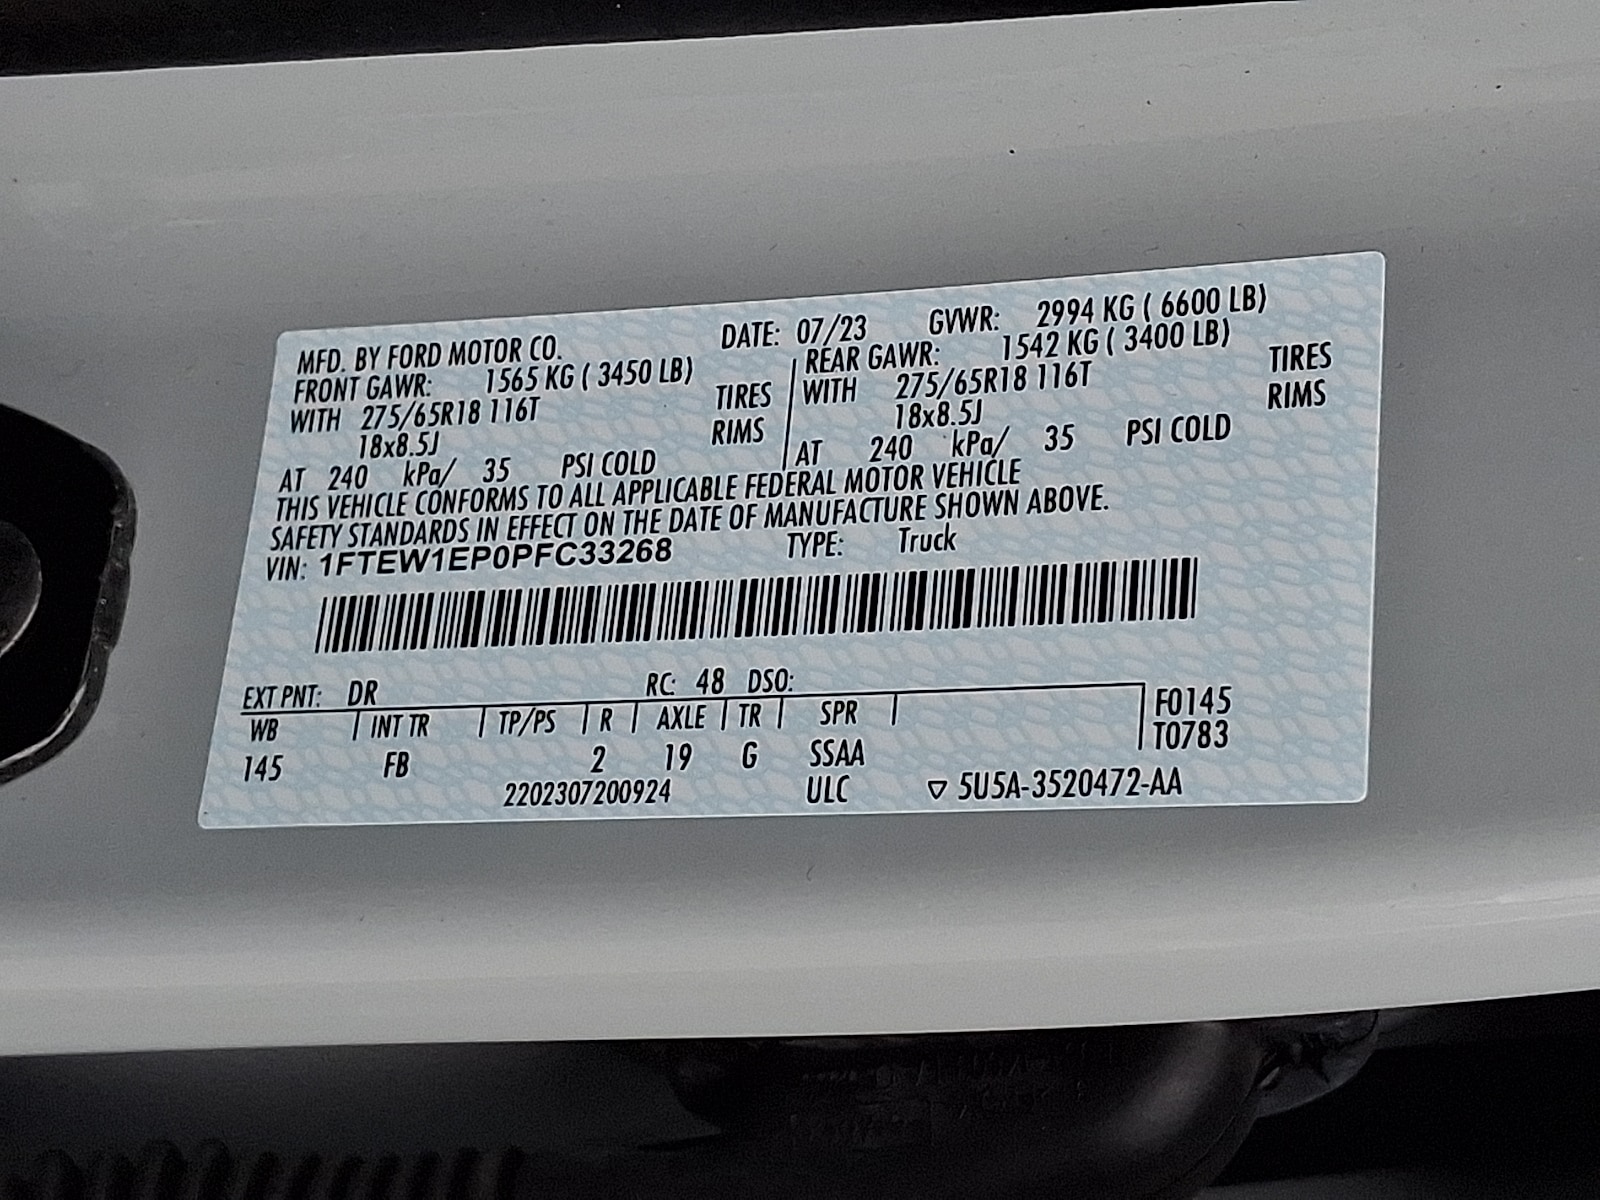 MFD. BY FORD MOTOR CO. DATE: 07/23 GVWR: 2994 KG ( 6600 LB)
FRONT GAWR: 1565 KG ( 3450 LB) REAR GAWR: 1542 KG ( 3400 LB)
WITH 275/65R18 116T TIRES WITH 275/65R18 116T TIRES
18x8.5J RIMS 18x8.5J RIMS
AT 240 kPa/ 35 PSI COLD AT 240 kPa/ 35 PSI COLD
THIS VEHICLE CONFORMS TO ALL APPLICABLE FEDERAL MOTOR VEHICLE
SAFETY STANDARDS IN EFFECT ON THE DATE OF MANUFACTURE SHOWN ABOVE.
VIN: 1FTEW1EP0PFC33268 TYPE: Truck
EXT PNT: DR RC: 48 DSO:
WB INT TR TP/PS R AXLE TR SPR F0145
T0783
145 FB 2 19 G SSAA
2202307200924 ULC ▽ 5U5A-3520472-AA